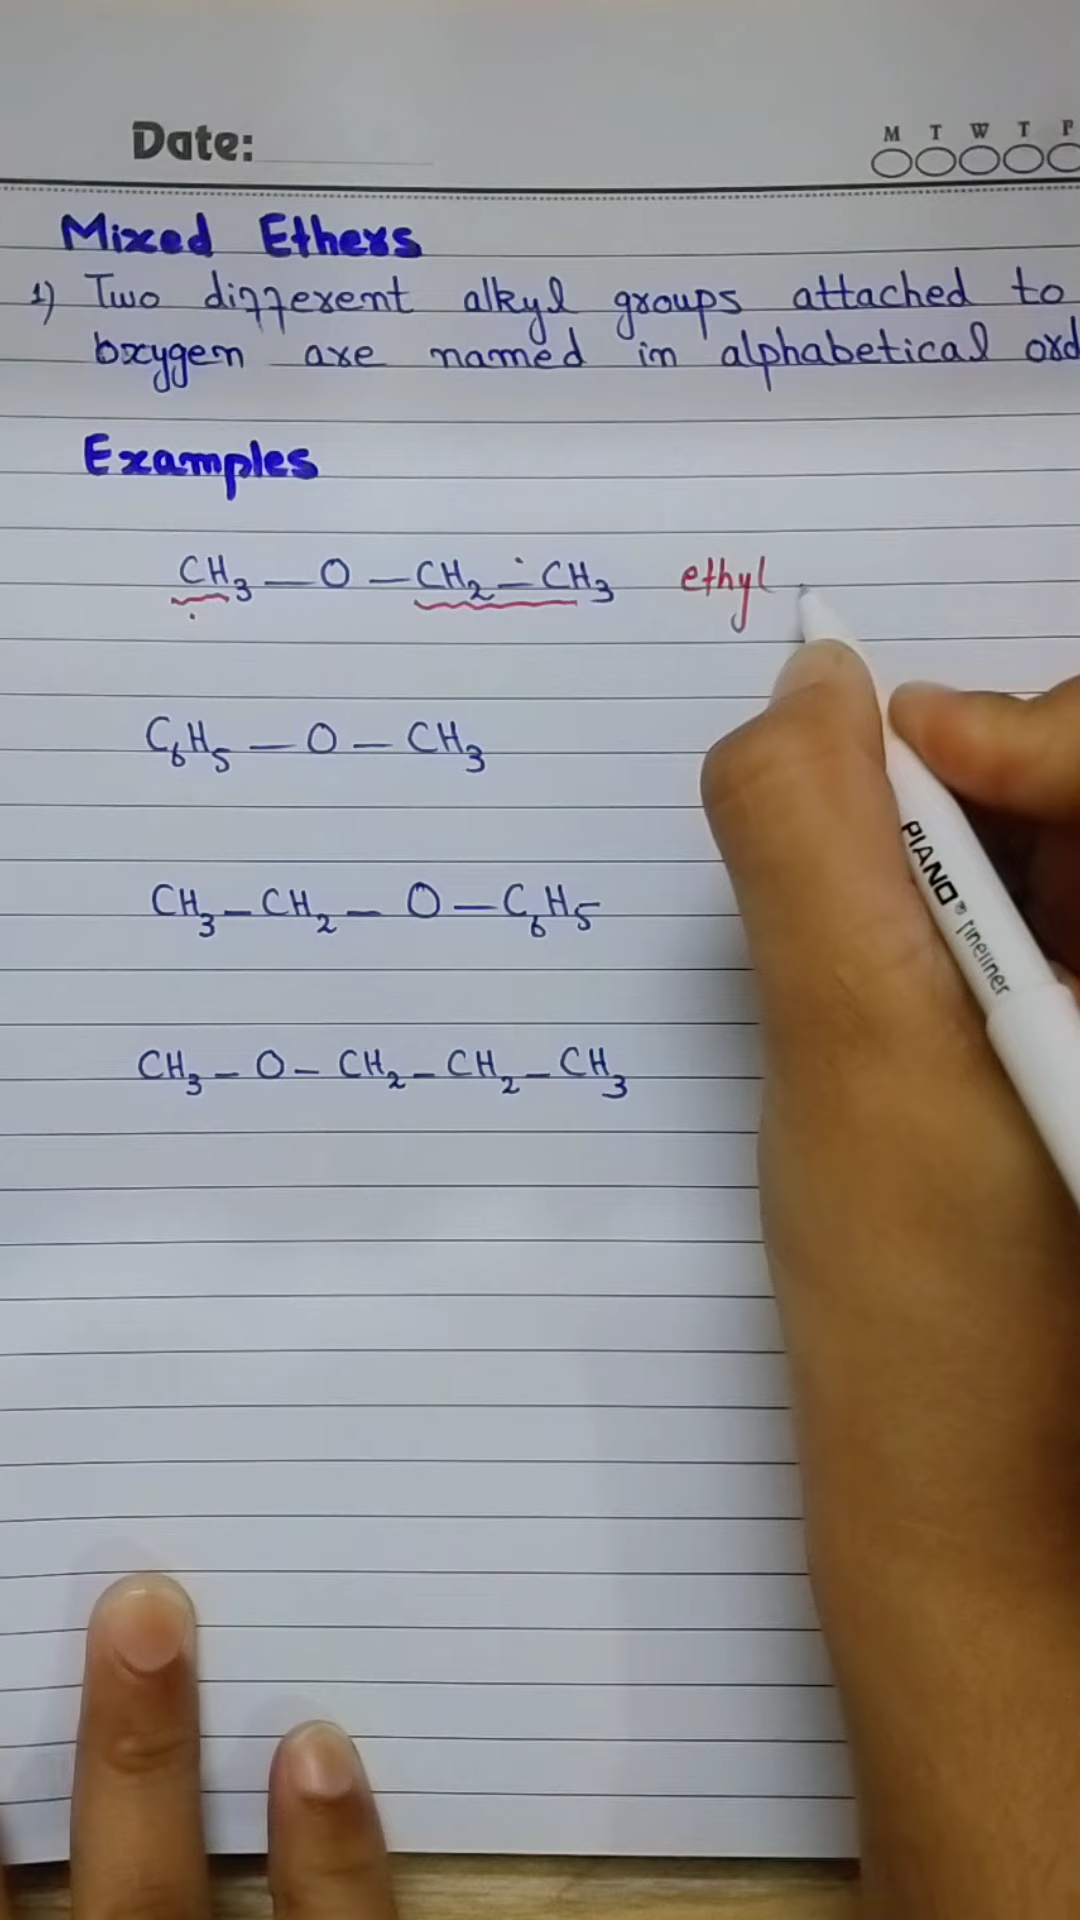 Date:
M T W T F
Mixed Ethers
1) Two different alkyl groups attached to
oxygen are named in alphabetical ord
Examples
CH₃ — O — CH₂ — CH₃ ethyl
C₆H₅ — O — CH₃
CH₃ — CH₂ — O — C₆H₅
CH₃ — O — CH₂ — CH₂ — CH₃
PIANO® fineliner